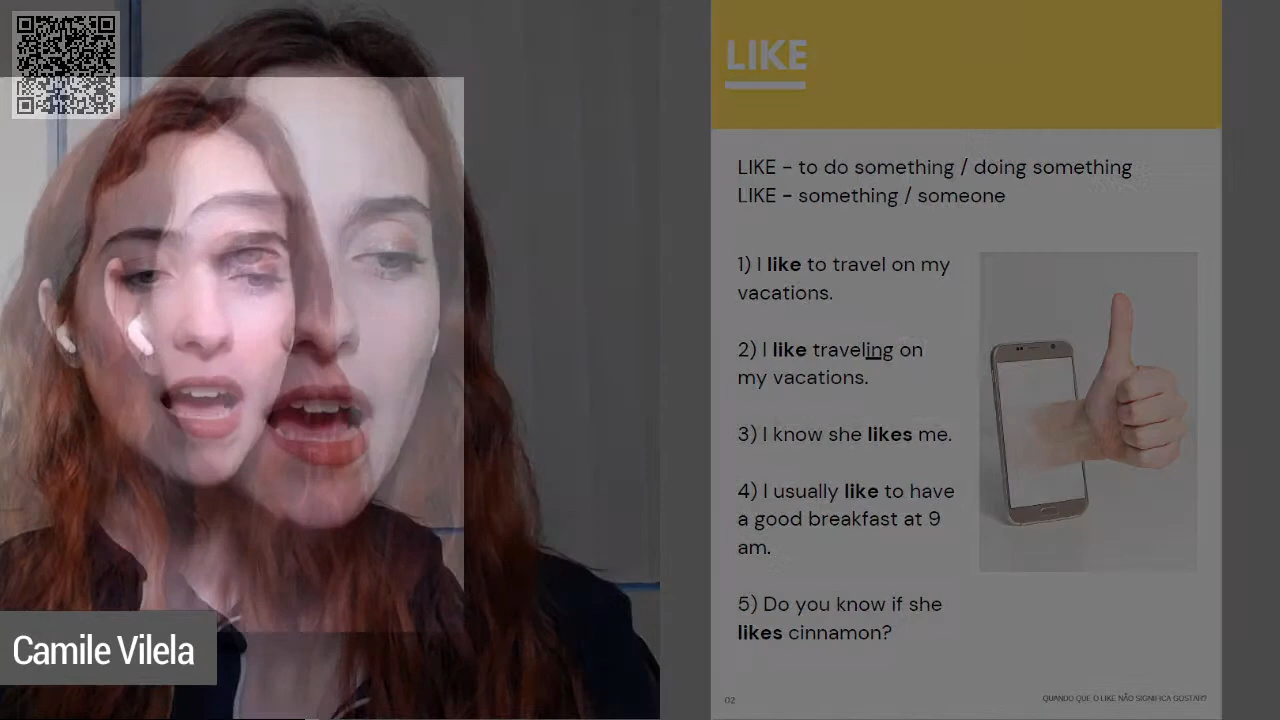 LIKE
LIKE – to do something / doing something
LIKE – something / someone
1) I like to travel on my
vacations.
2) I like traveling on
my vacations.
3) I know she likes me.
4) I usually like to have
a good breakfast at 9
am.
5) Do you know if she
likes cinnamon?
02
QUANDO QUE O LIKE NÃO SIGNIFICA GOSTAR?
Camile Vilela